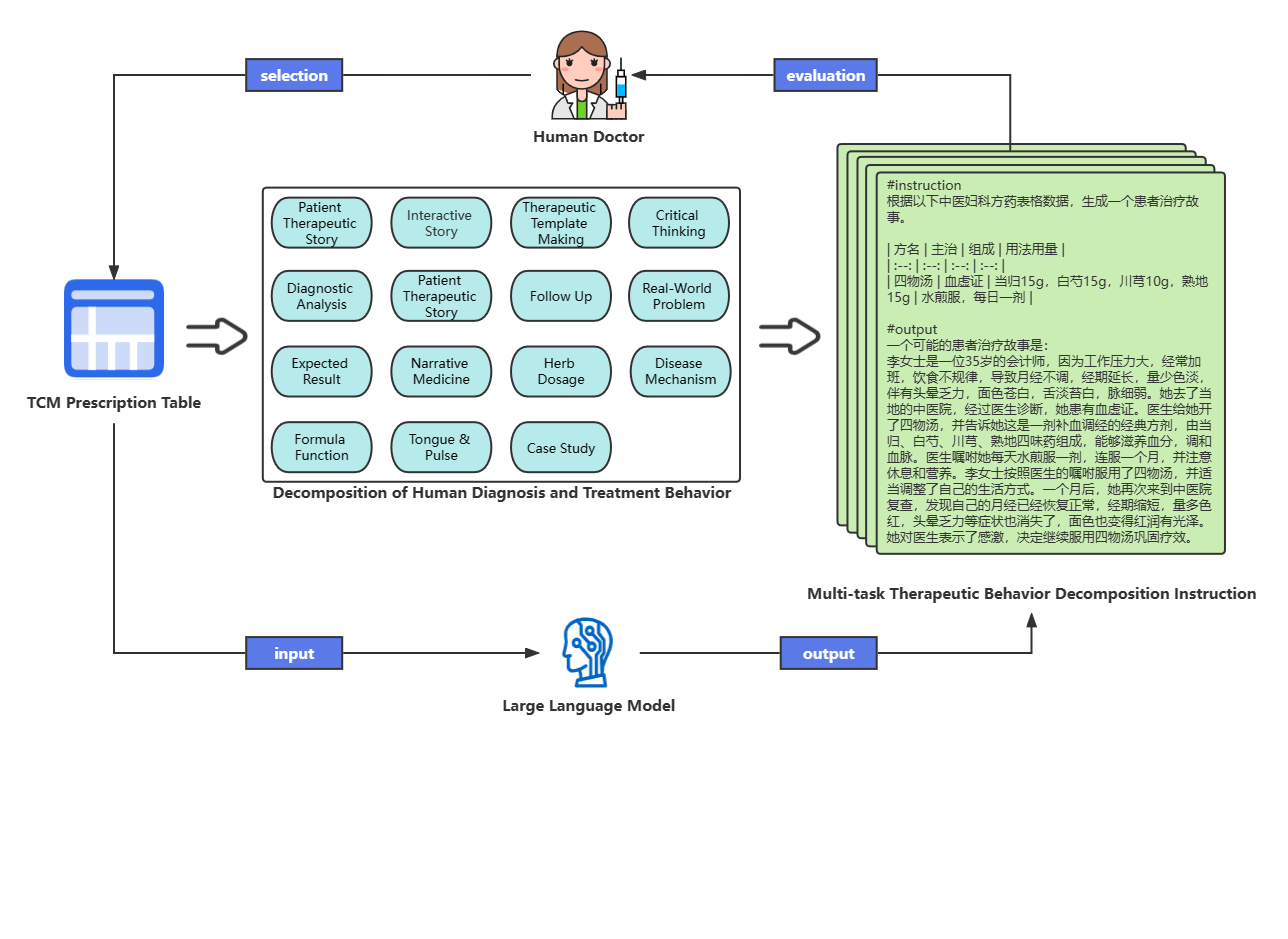 selection
evaluation
Human Doctor
Patient
Therapeutic
Story
Interactive
Story
Therapeutic
Template
Making
Critical
Thinking
Diagnostic
Analysis
Patient
Therapeutic
Story
Follow Up
Real-World
Problem
Expected
Result
Narrative
Medicine
Herb
Dosage
Disease
Mechanism
Formula
Function
Tongue &
Pulse
Case Study
Decomposition of Human Diagnosis and Treatment Behavior
TCM Prescription Table
#instruction
根据以下中医妇科方药表格数据，生成一个患者治疗故
事。
| 方名 | 主治 | 组成 | 用法用量 |
| :--: | :--: | :--: | :--: |
| 四物汤 | 血虚证 | 当归15g，白芍15g，川芎10g，熟地
15g | 水煎服，每日一剂 |
#output
一个可能的患者治疗故事是：
李女士是一位35岁的会计师，因为工作压力大，经常加
班，饮食不规律，导致月经不调，经期延长，量少色淡，
伴有头晕乏力，面色苍白，舌淡苔白，脉细弱。她去了当
地的中医院，经过医生诊断，她患有血虚证。医生给她开
了四物汤，并告诉她这是一剂补血调经的经典方剂，由当
归、白芍、川芎、熟地四味药组成，能够滋养血分，调和
血脉。医生嘱咐她每天水煎服一剂，连服一个月，并注意
休息和营养。李女士按照医生的嘱咐服用了四物汤，并适
当调整了自己的生活方式。一个月后，她再次来到中医院
复查，发现自己的月经已经恢复正常，经期缩短，量多色
红，头晕乏力等症状也消失了，面色也变得红润有光泽。
她对医生表示了感激，决定继续服用四物汤巩固疗效。
Multi-task Therapeutic Behavior Decomposition Instruction
input
output
Large Language Model